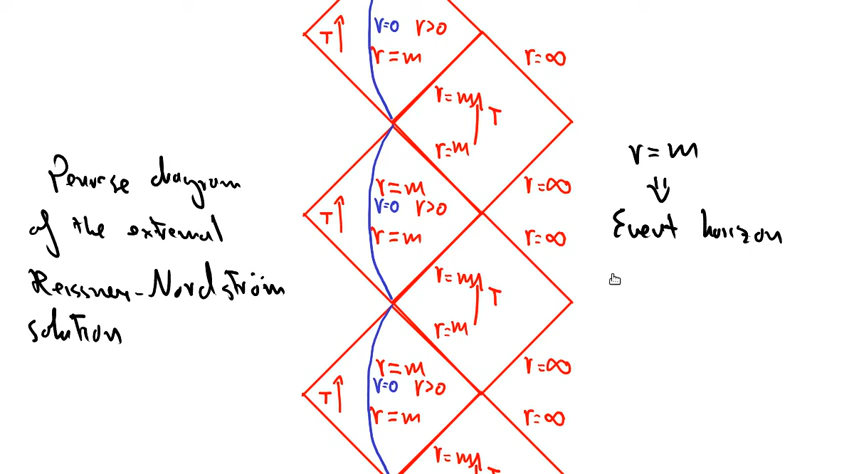 T
r=0 r>0
r=m
r=∞
r=m
T
r=m
r=∞
r=m
T
r=0 r>0
r=m
r=∞
r=m
T
r=m
r=∞
r=m
T
r=0 r>0
r=m
r=∞
r=m
T
Penrose diagram
of the extremal
Reissner-Nordström
solution
r=m
⇓
Event horizon